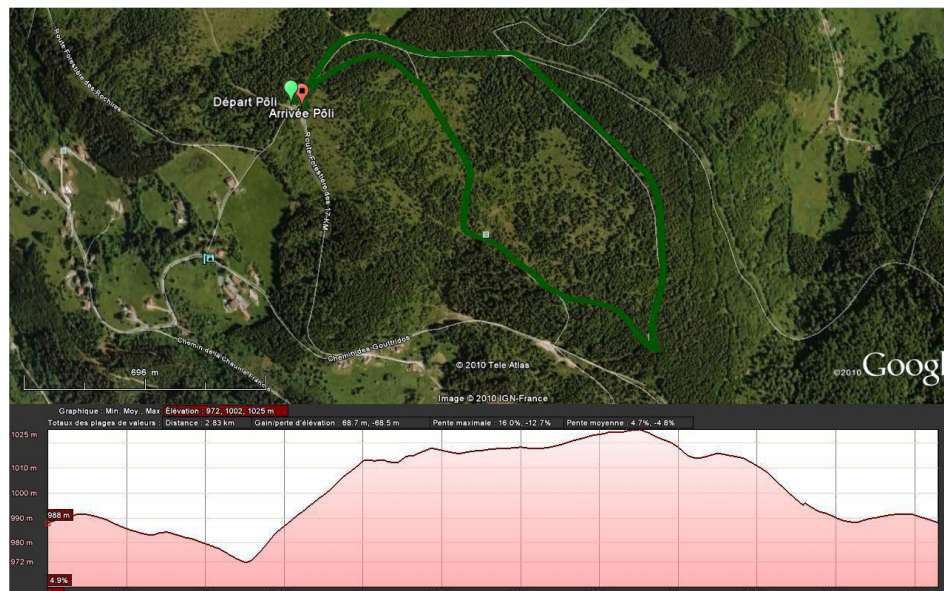 Route Forestière des Rochires
Départ Pôli
Arrivée Pôli
Route Forestière des 17-KM
Chemin des Gouttridos
Chemin de la Chaume Francis
696 m
© 2010 Tele Atlas
©2010 Google
Image © 2010 IGN-France
Graphique : Min, Moy., Max Élévation : 972, 1002, 1025 m
Totaux des plages de valeurs : Distance : 2.83 km Gain/perte d'élévation : 68.7 m, -68.5 m Pente maximale : 16.0%, -12.7% Pente moyenne : 4.7%, -4.8%
1025 m
1010 m
1000 m
990 m
988 m
980 m
972 m
4.9%